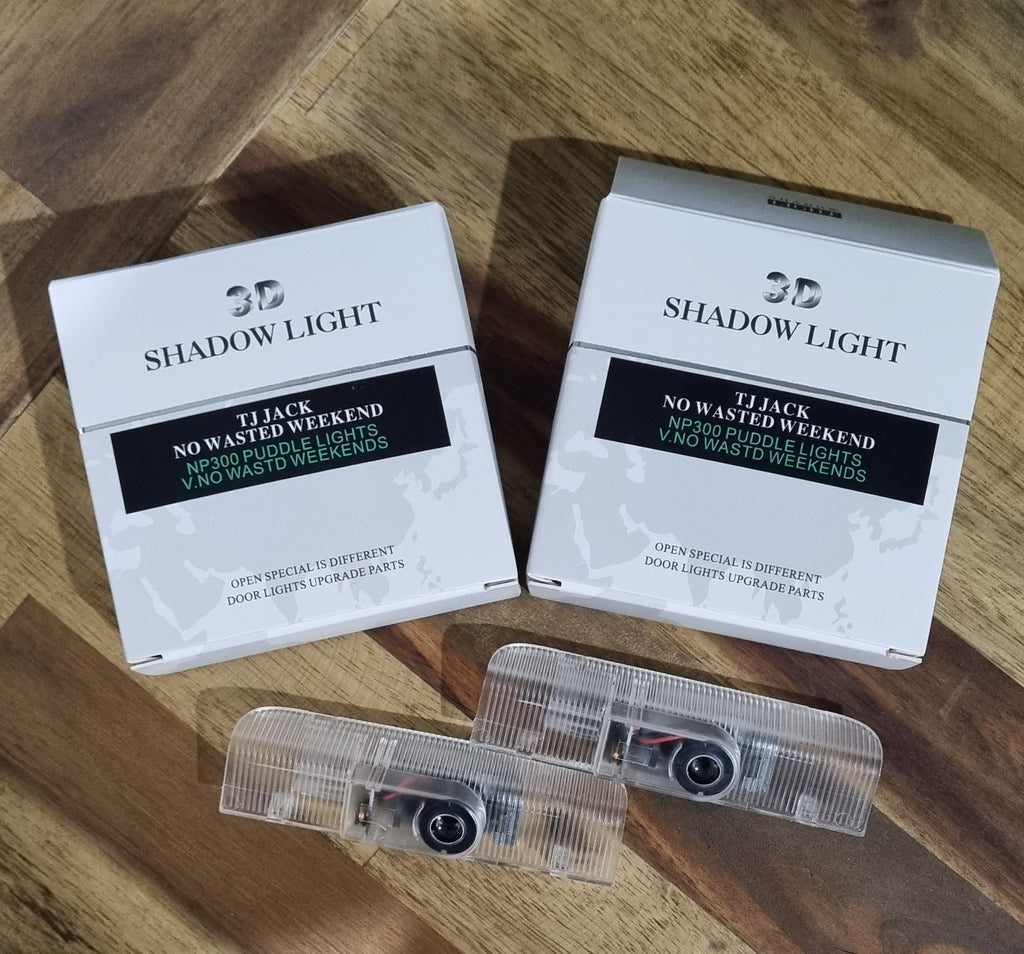 3D
SHADOW LIGHT
TJ JACK
NO WASTED WEEKEND
NP300 PUDDLE LIGHTS
V.NO WASTD WEEKENDS
OPEN SPECIAL IS DIFFERENT
DOOR LIGHTS UPGRADE PARTS
3D
SHADOW LIGHT
TJ JACK
NO WASTED WEEKEND
NP300 PUDDLE LIGHTS
V.NO WASTD WEEKENDS
OPEN SPECIAL IS DIFFERENT
DOOR LIGHTS UPGRADE PARTS